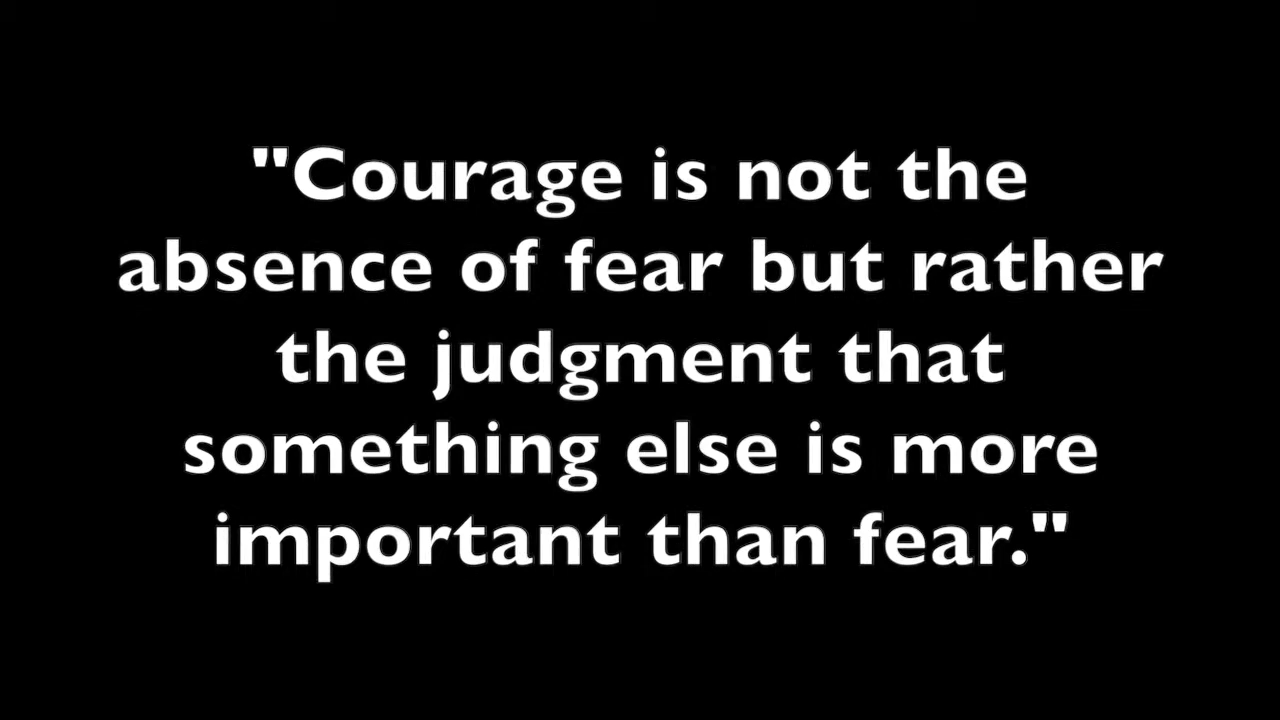 "Courage is not the
absence of fear but rather
the judgment that
something else is more
important than fear."